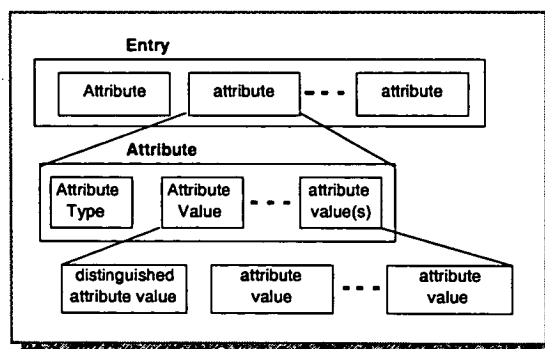 Entry
Attribute attribute attribute
Attribute
Attribute Attribute attribute
Type Value value(s)
distinguished attribute attribute
attribute value value value